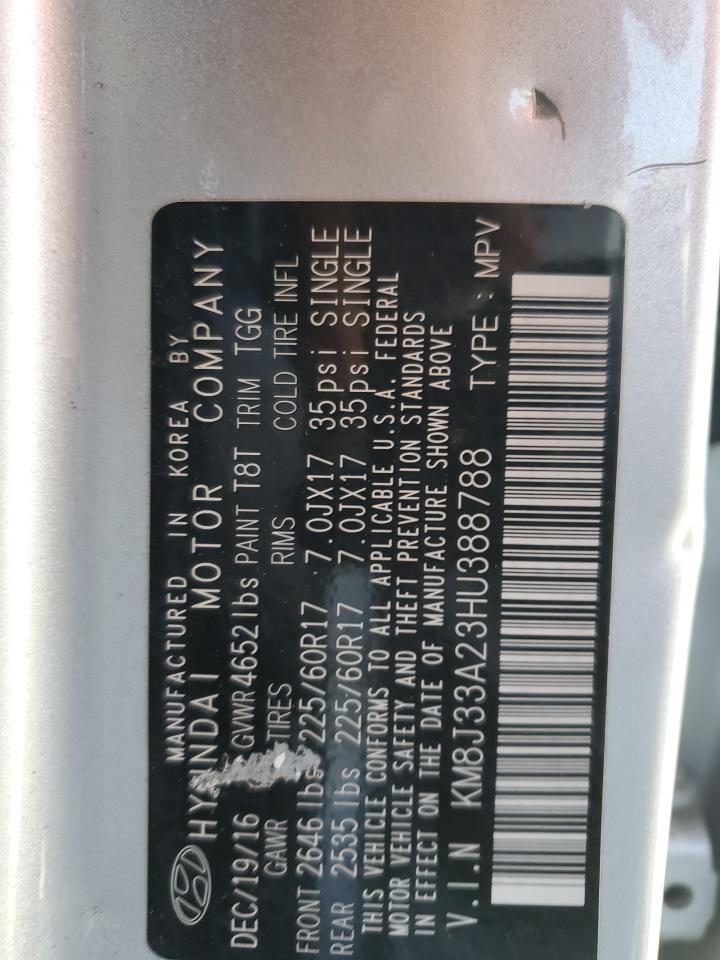 MANUFACTURED IN KOREA BY
HYUNDAI MOTOR COMPANY
DEC/19/16 GVWR 4652 lbs PAINT T8T TRIM TGG
GAWR TIRES RIMS COLD TIRE INFL
FRONT 2646 lbs 225/60R17 7.0JX17 35psi SINGLE
REAR 2535 lbs 225/60R17 7.0JX17 35psi SINGLE
THIS VEHICLE CONFORMS TO ALL APPLICABLE U.S.A. FEDERAL
MOTOR VEHICLE SAFETY AND THEFT PREVENTION STANDARDS
IN EFFECT ON THE DATE OF MANUFACTURE SHOWN ABOVE
V.I.N KM8J33A23HU388788 TYPE : MPV